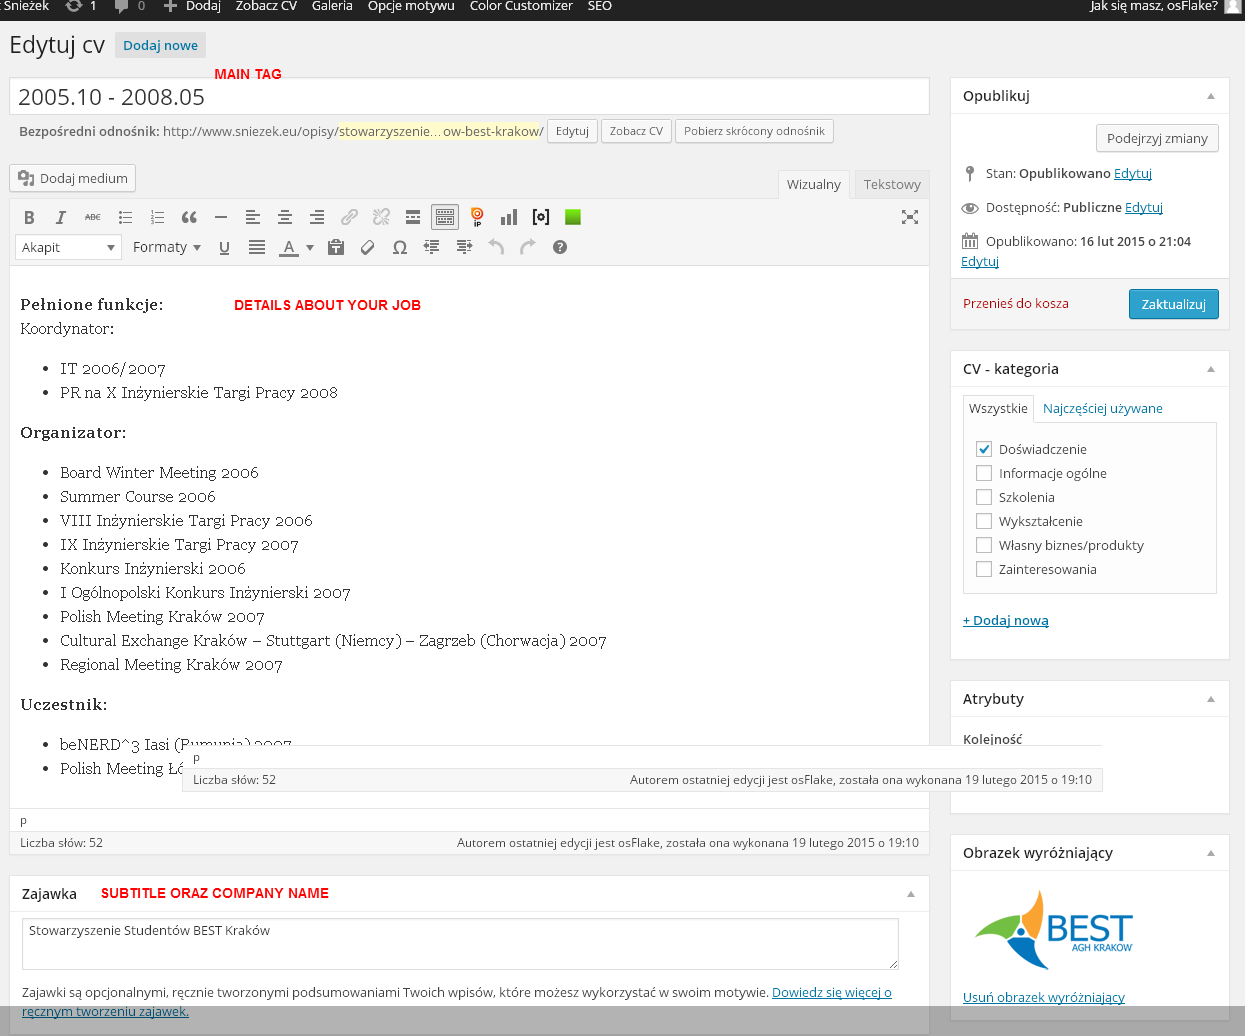 Śnieżek 1 0 Dodaj Zobacz CV Galeria Opcje motywu Color Customizer SEO Jak się masz, osFlake?
Edytuj cv Dodaj nowe
MAIN TAG
2005.10 - 2008.05
Bezpośredni odnośnik: http://www.sniezek.eu/opisy/stowarzyszenie…ow-best-krakow/ Edytuj Zobacz CV Pobierz skrócony odnośnik
Dodaj medium
Wizualny Tekstowy
B I ABC IP
Akapit Formaty U A Ω
Pełnione funkcje:
DETAILS ABOUT YOUR JOB
Koordynator:
• IT 2006/2007
• PR na X Inżynierskie Targi Pracy 2008
Organizator:
• Board Winter Meeting 2006
• Summer Course 2006
• VIII Inżynierskie Targi Pracy 2006
• IX Inżynierskie Targi Pracy 2007
• Konkurs Inżynierski 2006
• I Ogólnopolski Konkurs Inżynierski 2007
• Polish Meeting Kraków 2007
• Cultural Exchange Kraków – Stuttgart (Niemcy) – Zagrzeb (Chorwacja) 2007
• Regional Meeting Kraków 2007
Uczestnik:
• beNERD^3 Iasi (Rumunia) 2007
• Polish Meeting
p
Liczba słów: 52 Autorem ostatniej edycji jest osFlake, została ona wykonana 19 lutego 2015 o 19:10
p
Liczba słów: 52 Autorem ostatniej edycji jest osFlake, została ona wykonana 19 lutego 2015 o 19:10
Zajawka
SUBTITLE ORAZ COMPANY NAME
Stowarzyszenie Studentów BEST Kraków
Zajawki są opcjonalnymi, ręcznie tworzonymi podsumowaniami Twoich wpisów, które możesz wykorzystać w swoim motywie. Dowiedz się więcej o
ręcznym tworzeniu zajawek.
Opublikuj
Podejrzyj zmiany
Stan: Opublikowano Edytuj
Dostępność: Publiczne Edytuj
Opublikowano: 16 lut 2015 o 21:04
Edytuj
Przenieś do kosza Zaktualizuj
CV - kategoria
Wszystkie Najczęściej używane
Doświadczenie
Informacje ogólne
Szkolenia
Wykształcenie
Własny biznes/produkty
Zainteresowania
+ Dodaj nową
Atrybuty
Kolejność
Obrazek wyróżniający
BEST
AGH KRAKOW
Usuń obrazek wyróżniający